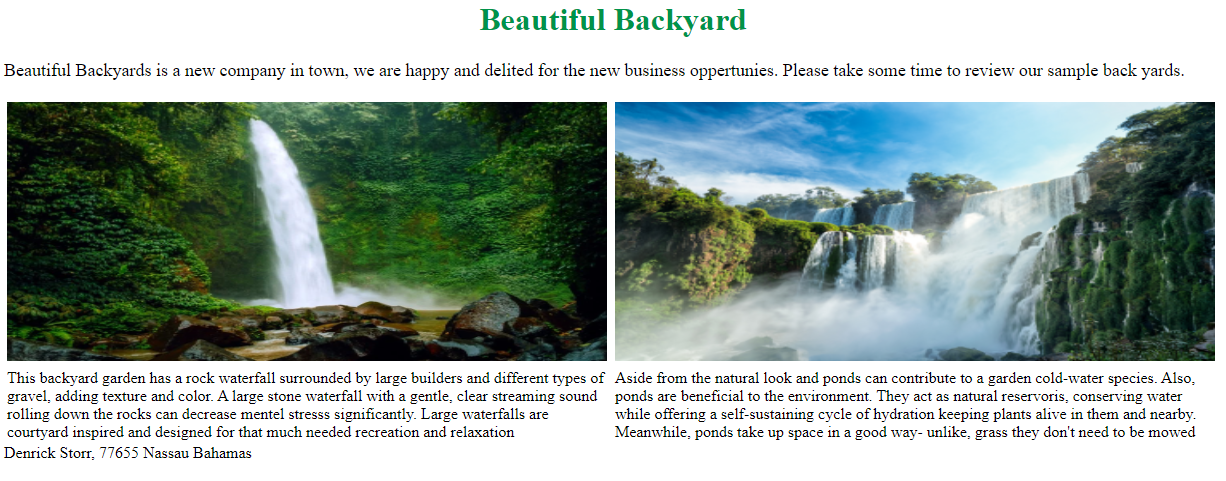 Beautiful Backyard
Beautiful Backyards is a new company in town, we are happy and delited for the new business oppertunies. Please take some time to review our sample back yards.
This backyard garden has a rock waterfall surrounded by large builders and different types of
gravel, adding texture and color. A large stone waterfall with a gentle, clear streaming sound
rolling down the rocks can decrease mentel stresss significantly. Large waterfalls are
courtyard inspired and designed for that much needed recreation and relaxation
Aside from the natural look and ponds can contribute to a garden cold-water species. Also,
ponds are beneficial to the environment. They act as natural reservoris, conserving water
while offering a self-sustaining cycle of hydration keeping plants alive in them and nearby.
Meanwhile, ponds take up space in a good way- unlike, grass they don't need to be mowed
Denrick Storr, 77655 Nassau Bahamas